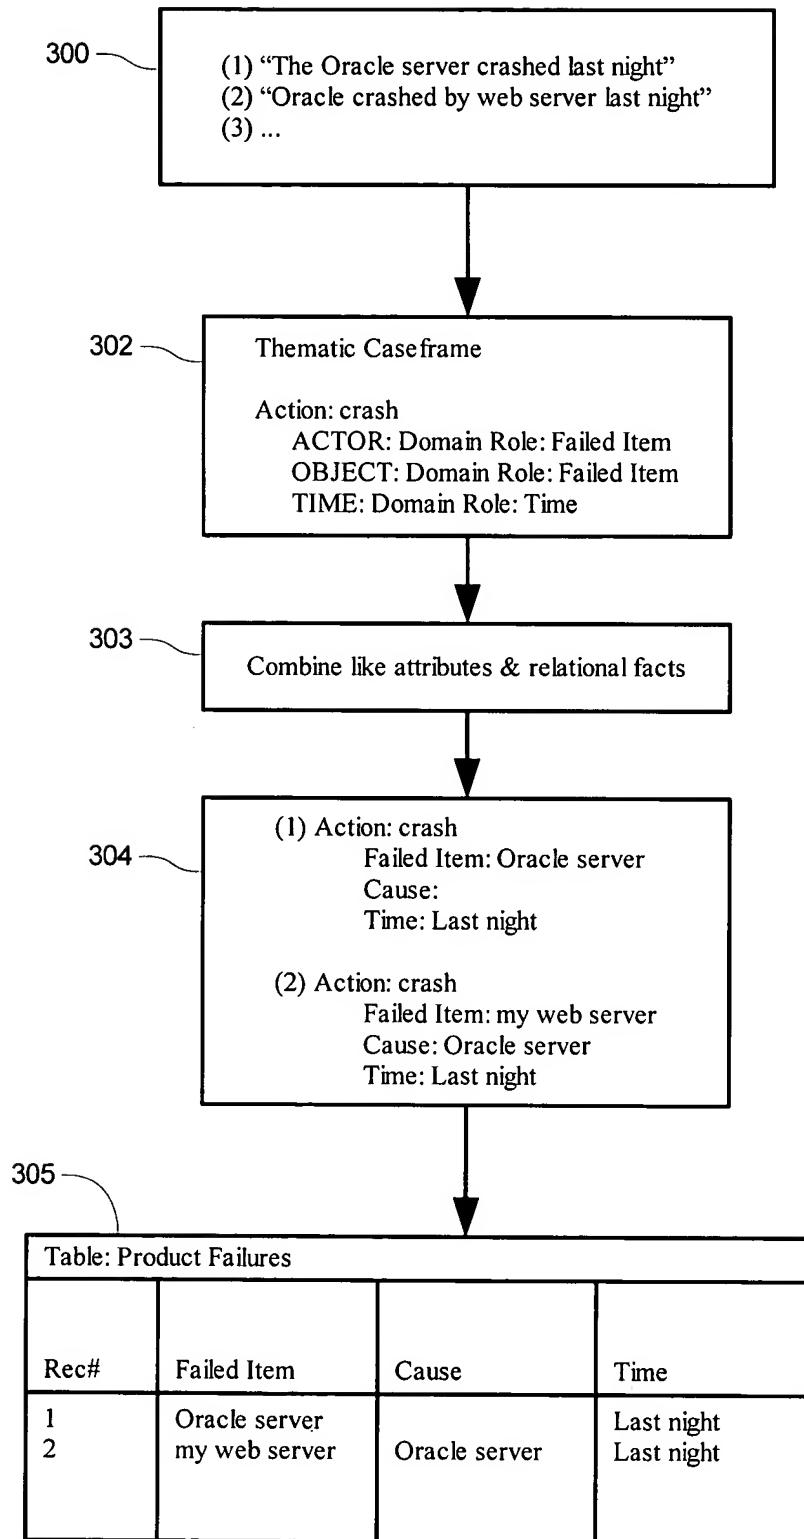 300
(1) “The Oracle server crashed last night”
(2) “Oracle crashed by web server last night”
(3) ...
302
Thematic Caseframe
Action: crash
ACTOR: Domain Role: Failed Item
OBJECT: Domain Role: Failed Item
TIME: Domain Role: Time
303
Combine like attributes & relational facts
304
(1) Action: crash
Failed Item: Oracle server
Cause:
Time: Last night
(2) Action: crash
Failed Item: my web server
Cause: Oracle server
Time: Last night
305
Table: Product Failures
Rec# Failed Item Cause Time
1 Oracle server Last night
2 my web server Oracle server Last night